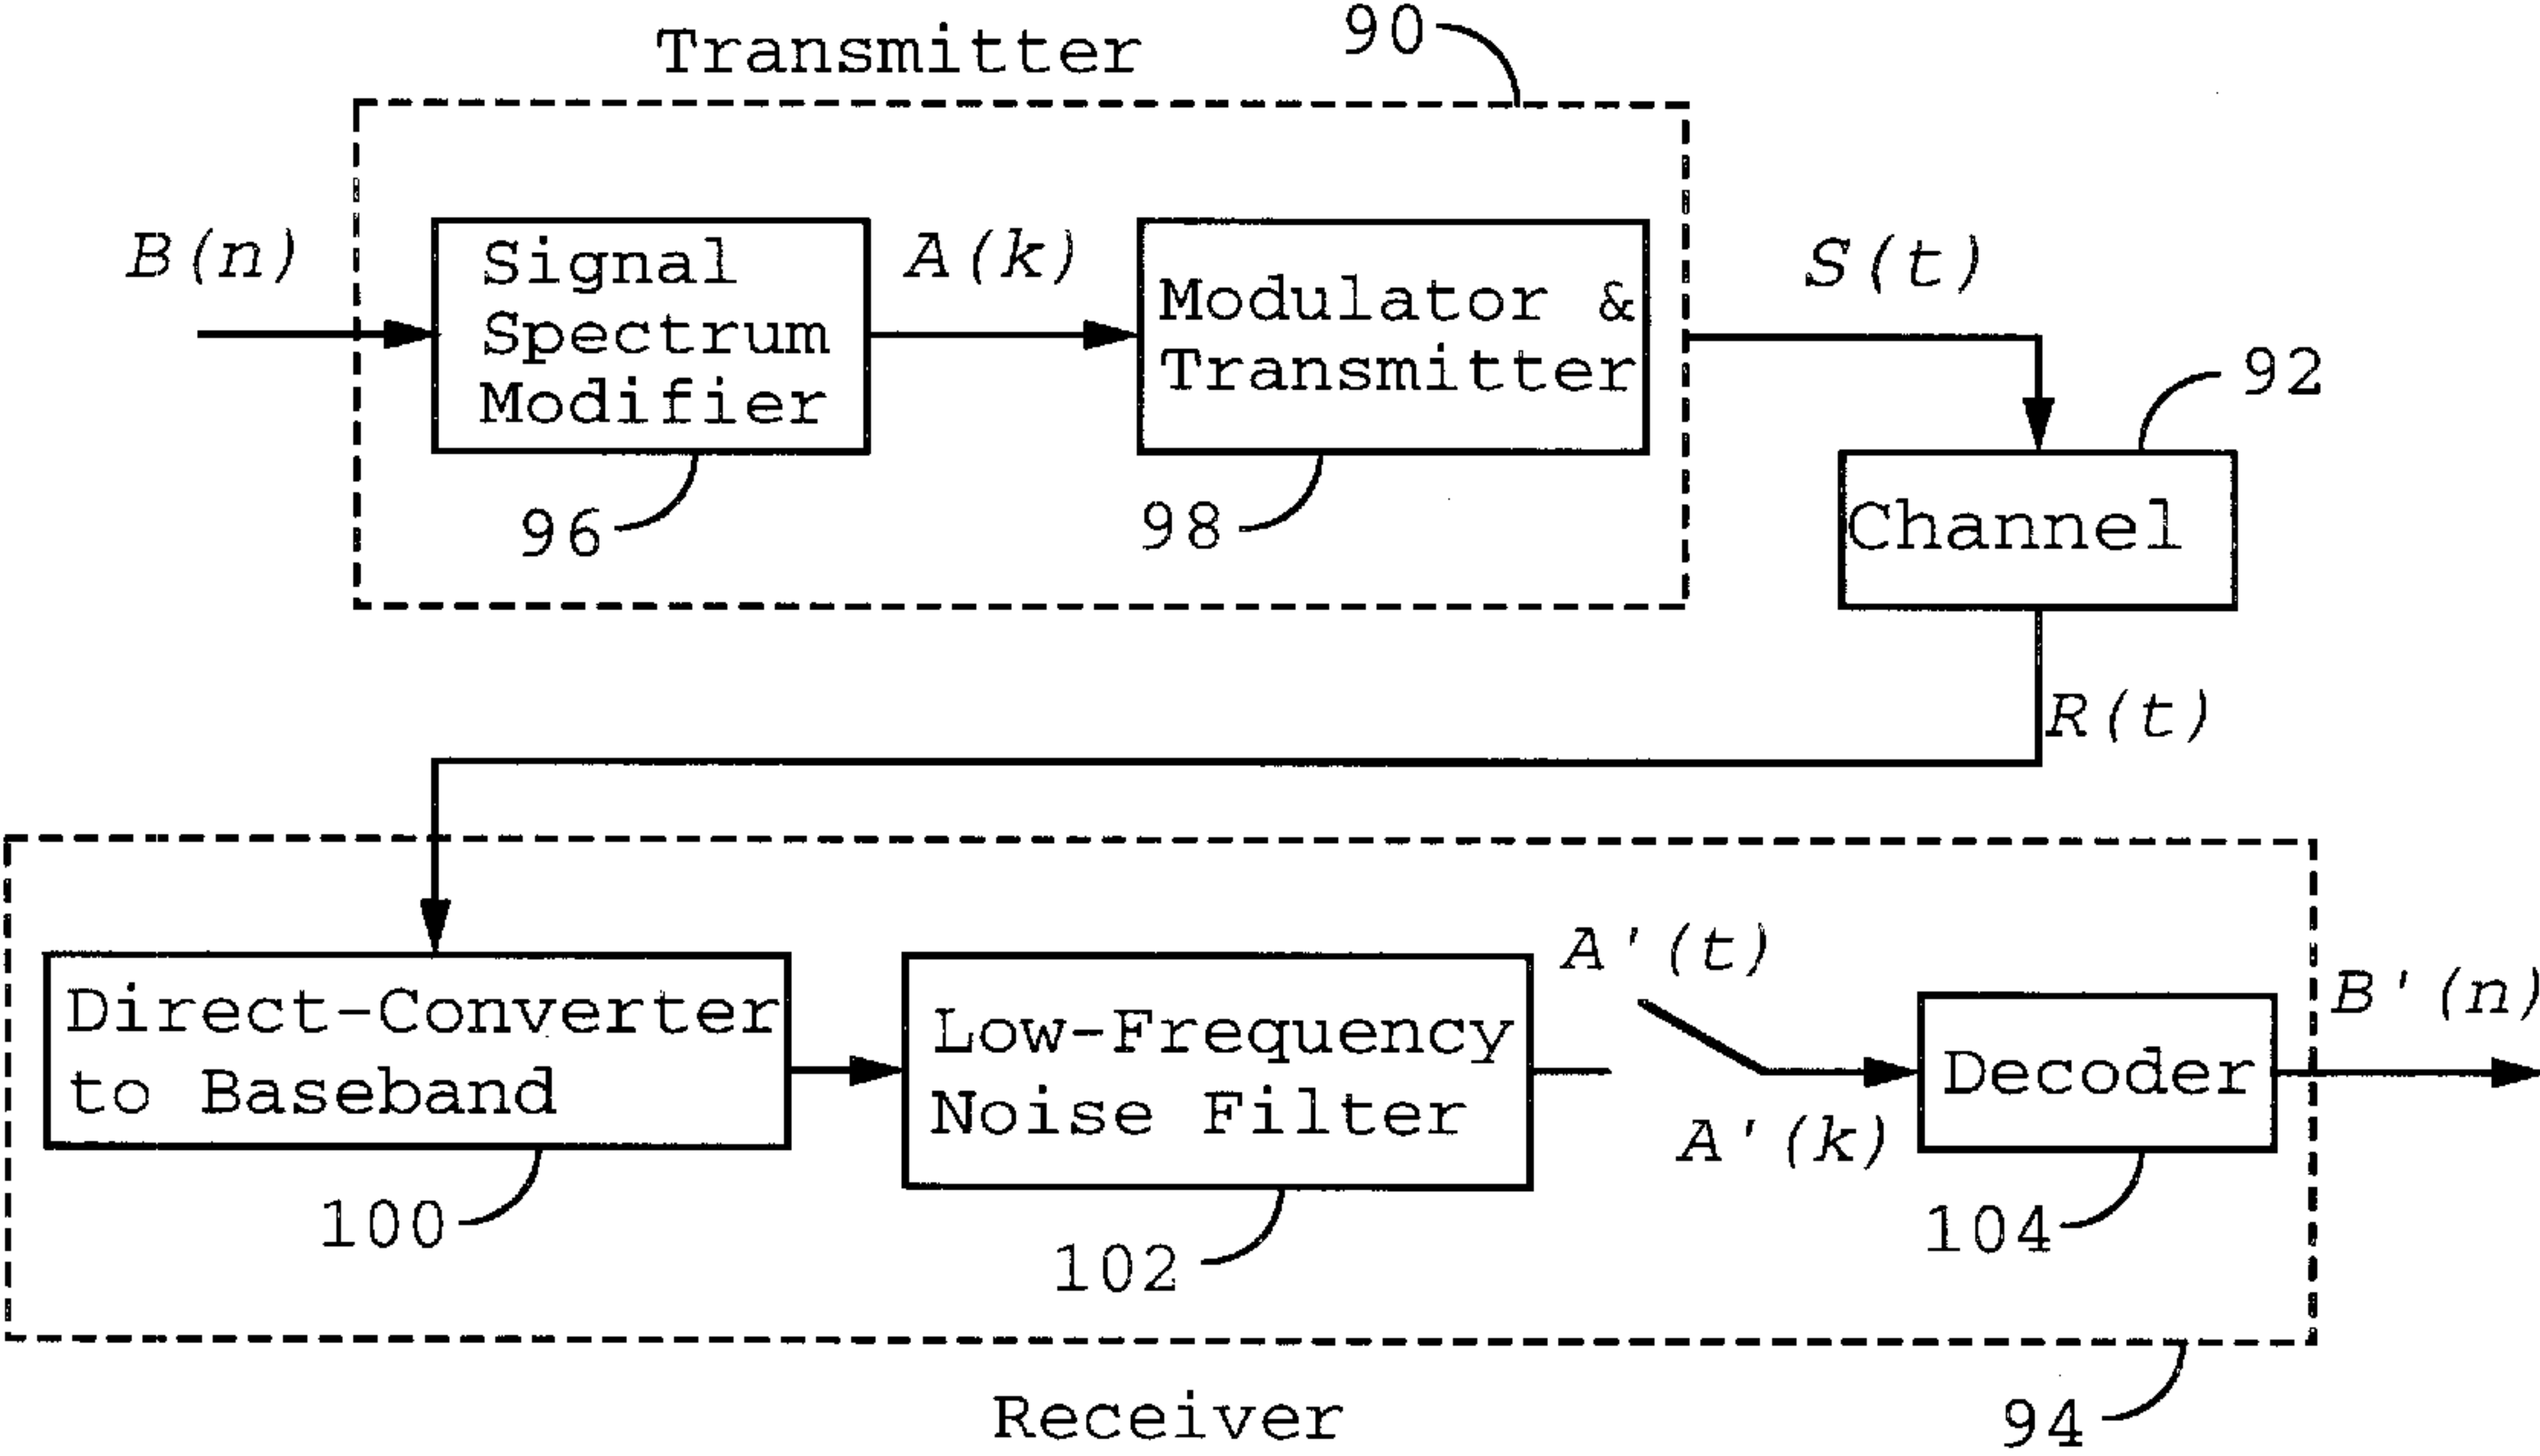 Transmitter
90
B(n)
Signal
Spectrum
Modifier
A(k)
Modulator &
Transmitter
S(t)
96
98
92
Channel
R(t)
Direct-Converter
to Baseband
Low-Frequency
Noise Filter
A'(t)
A'(k)
Decoder
B'(n)
100
102
104
Receiver
94